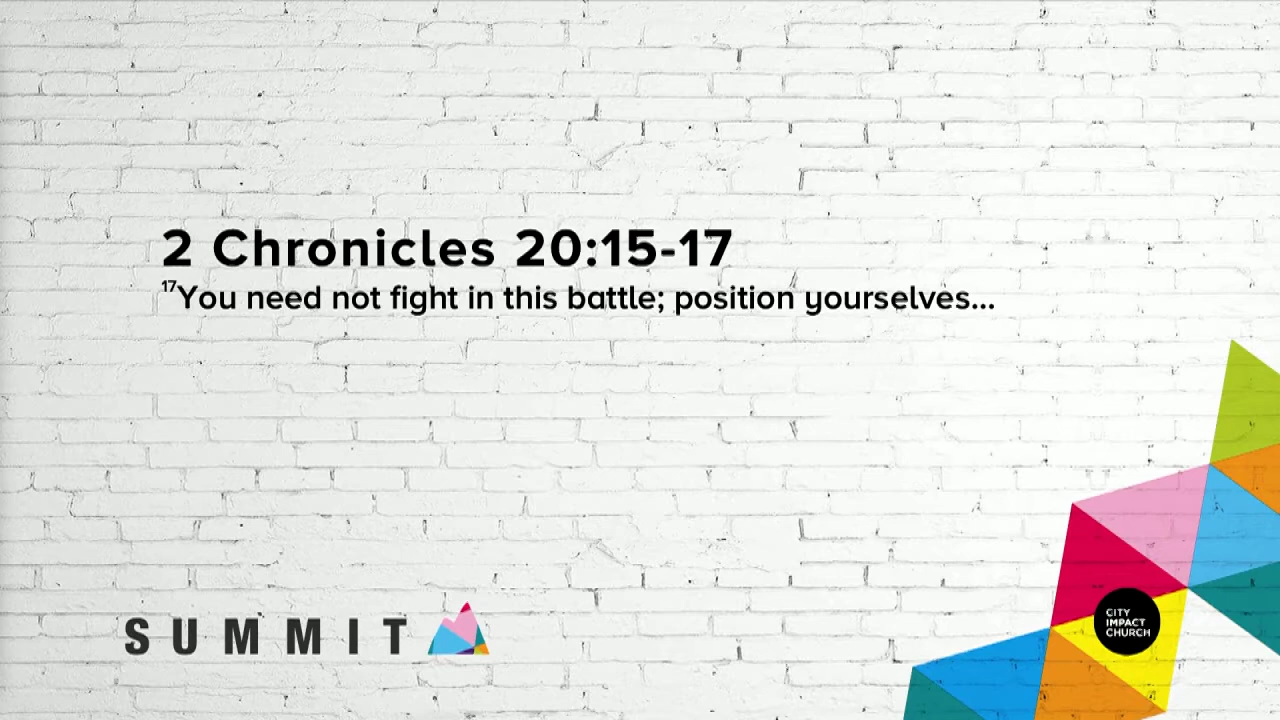 2 Chronicles 20:15-17
¹⁷You need not fight in this battle; position yourselves...
SUMMIT
CITY
IMPACT
CHURCH